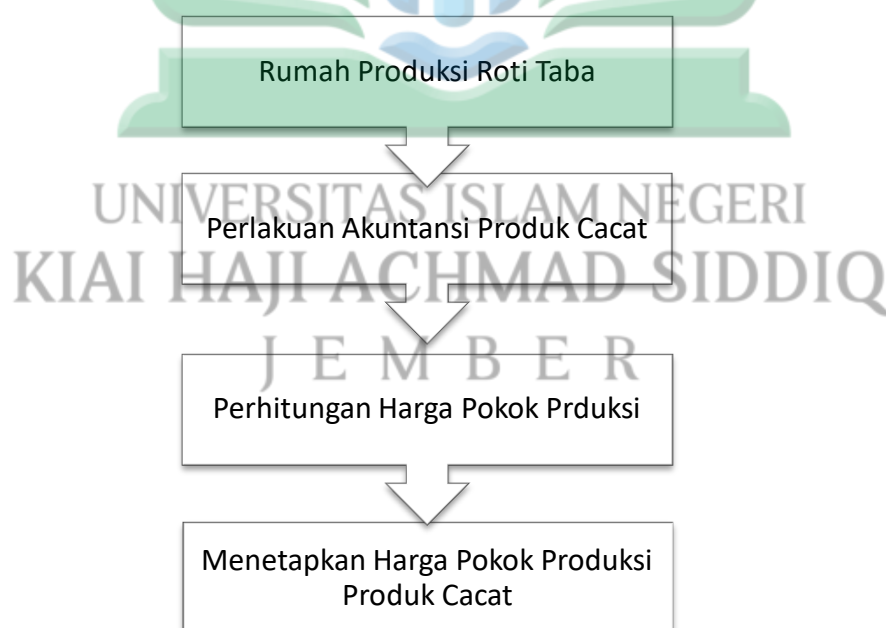 Rumah Produksi Roti Taba
UNIVERSITAS ISLAM NEGERI
Perlakuan Akuntansi Produk Cacat
KIAI HAJI ACHMAD SIDDIQ
J E M B E R
Perhitungan Harga Pokok Prduksi
Menetapkan Harga Pokok Produksi
Produk Cacat